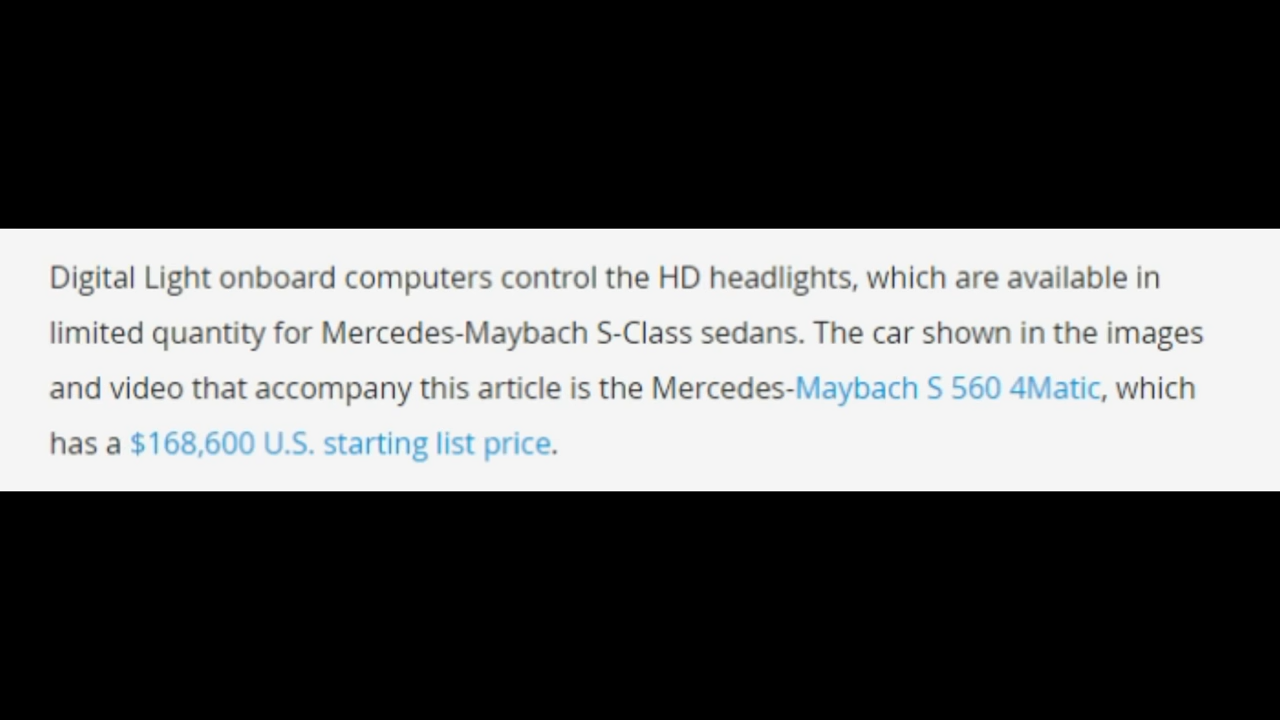 Digital Light onboard computers control the HD headlights, which are available in
limited quantity for Mercedes-Maybach S-Class sedans. The car shown in the images
and video that accompany this article is the Mercedes-Maybach S 560 4Matic, which
has a $168,600 U.S. starting list price.